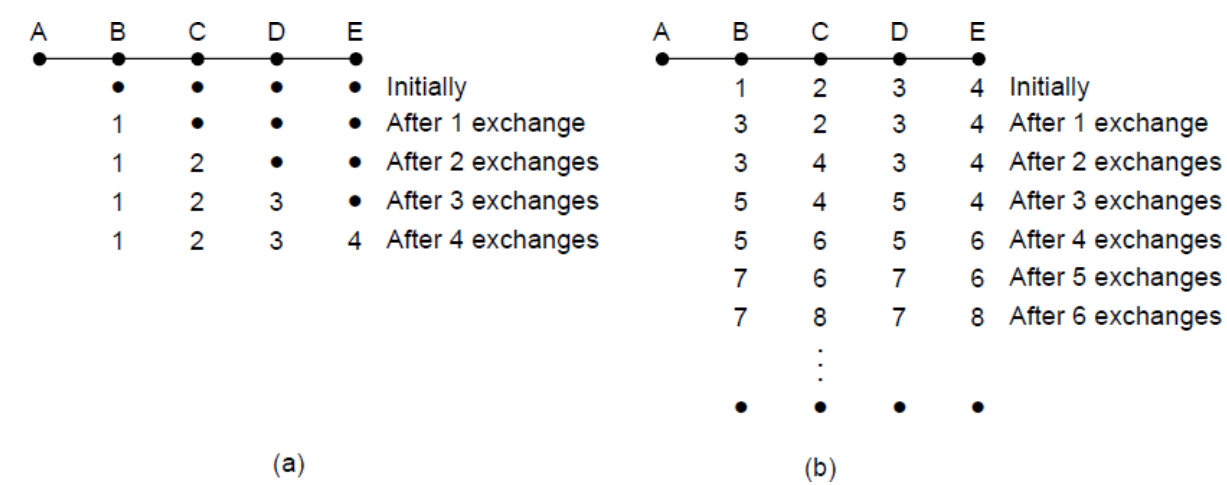 A B C D E
• • • • Initially
1 • • • After 1 exchange
1 2 • • After 2 exchanges
1 2 3 • After 3 exchanges
1 2 3 4 After 4 exchanges
(a)
A B C D E
1 2 3 4 Initially
3 2 3 4 After 1 exchange
3 4 3 4 After 2 exchanges
5 4 5 4 After 3 exchanges
5 6 5 6 After 4 exchanges
7 6 7 6 After 5 exchanges
7 8 7 8 After 6 exchanges
⋮
• • • •
(b)